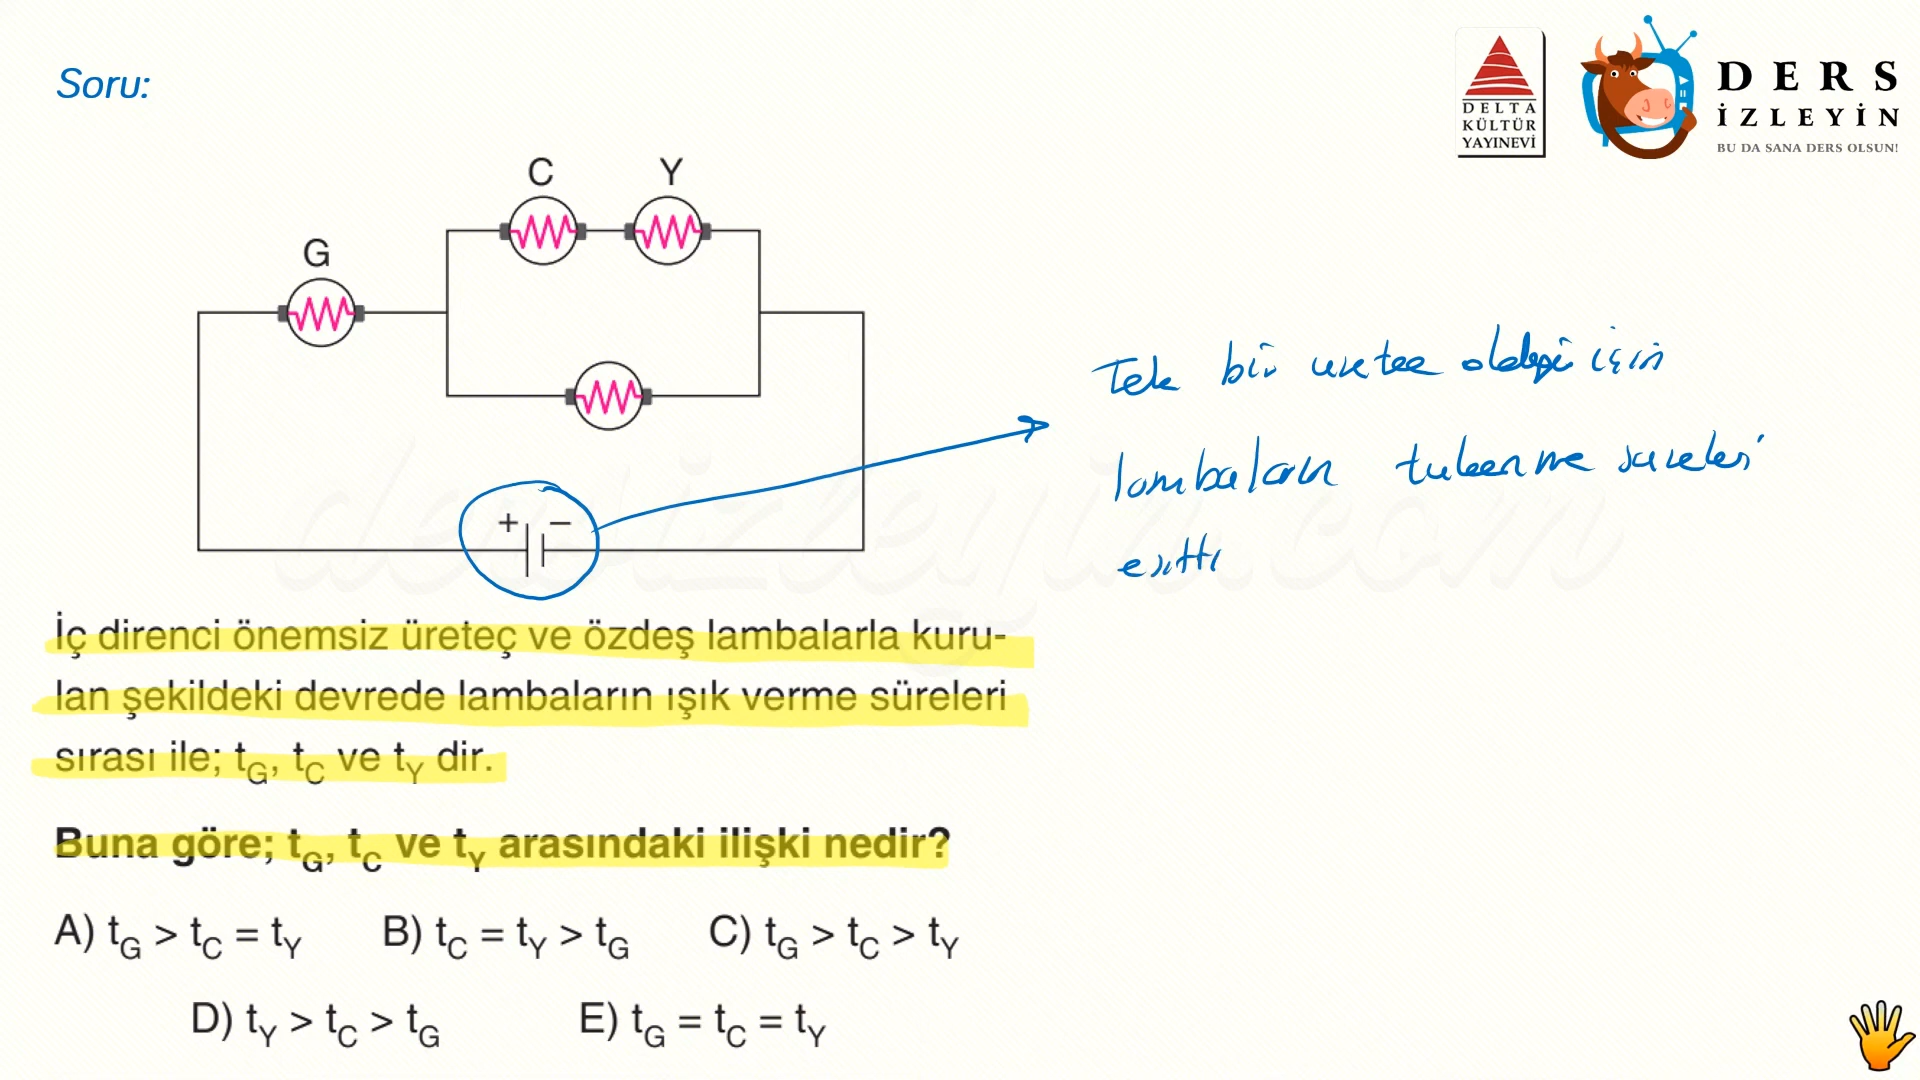 Soru:
DELTA
KÜLTÜR
YAYINEVİ
DERS
İZLEYİN
BU DA SANA DERS OLSUN!
C Y
G
+ −
Tek bir üreteç olduğu için
lambaların tükenme süreleri
eşittir
dersizleyin.com
İç direnci önemsiz üreteç ve özdeş lambalarla kuru-
lan şekildeki devrede lambaların ışık verme süreleri
sırası ile; tG, tC ve tY dir.
Buna göre; tG, tC ve tY arasındaki ilişki nedir?
A) tG > tC = tY B) tC = tY > tG C) tG > tC > tY
D) tY > tC > tG E) tG = tC = tY